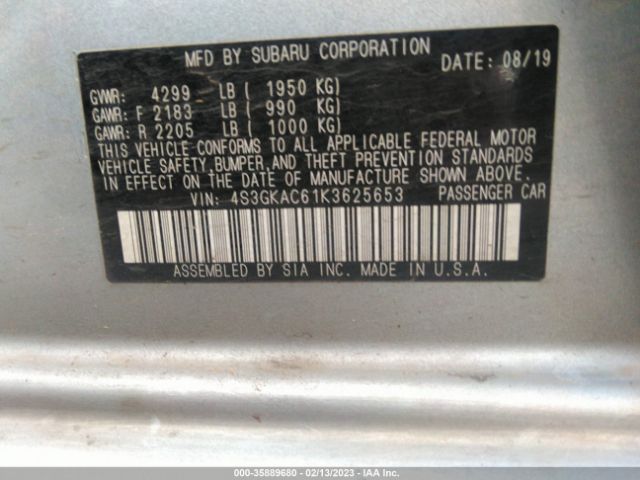 MFD BY SUBARU CORPORATION DATE: 08/19
GVWR: 4299 LB ( 1950 KG)
GAWR: F 2183 LB ( 990 KG)
GAWR: R 2205 LB ( 1000 KG)
THIS VEHICLE CONFORMS TO ALL APPLICABLE FEDERAL MOTOR
VEHICLE SAFETY,BUMPER,AND THEFT PREVENTION STANDARDS
IN EFFECT ON THE DATE OF MANUFACTURE SHOWN ABOVE.
VIN: 4S3GKAC61K3625653 PASSENGER CAR
ASSEMBLED BY SIA INC. MADE IN U.S.A.
000-35889680 - 02/13/2023 - IAA Inc.